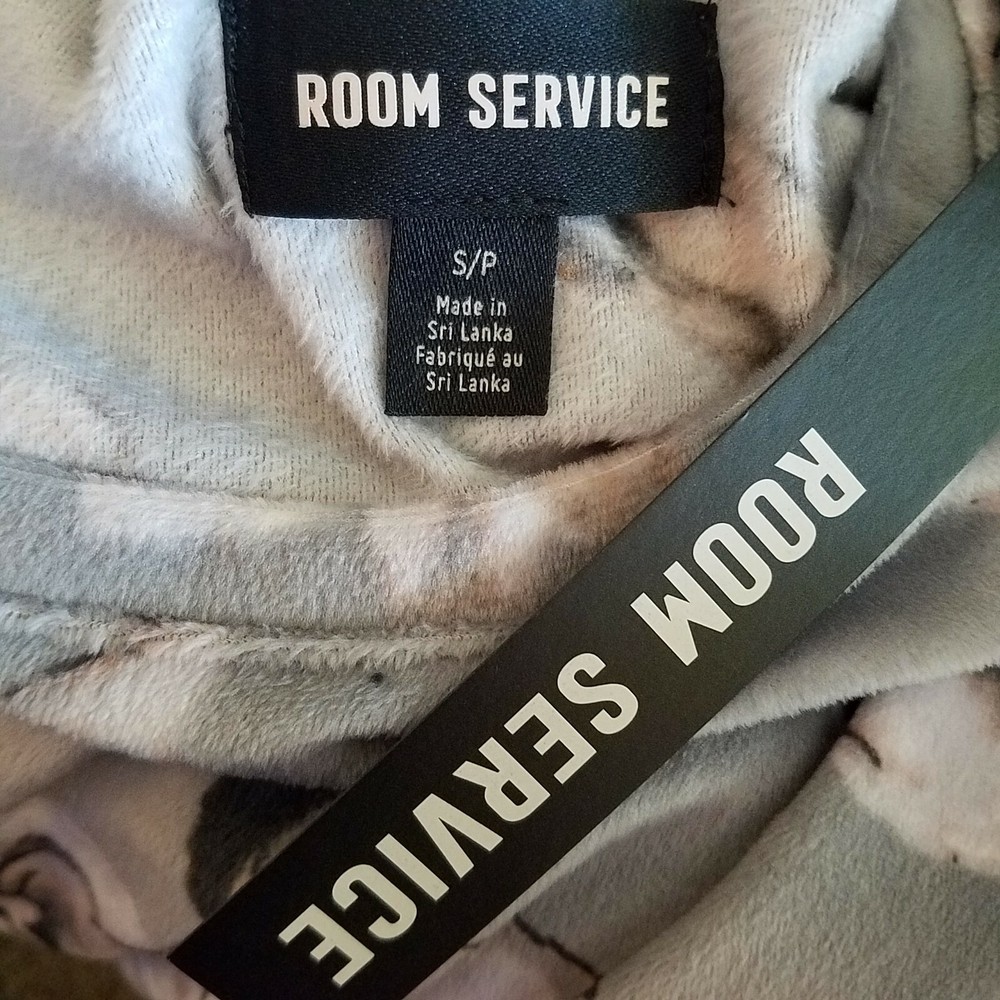 ROOM SERVICE
S/P
Made in
Sri Lanka
Fabriqué au
Sri Lanka
ROOM SERVICE